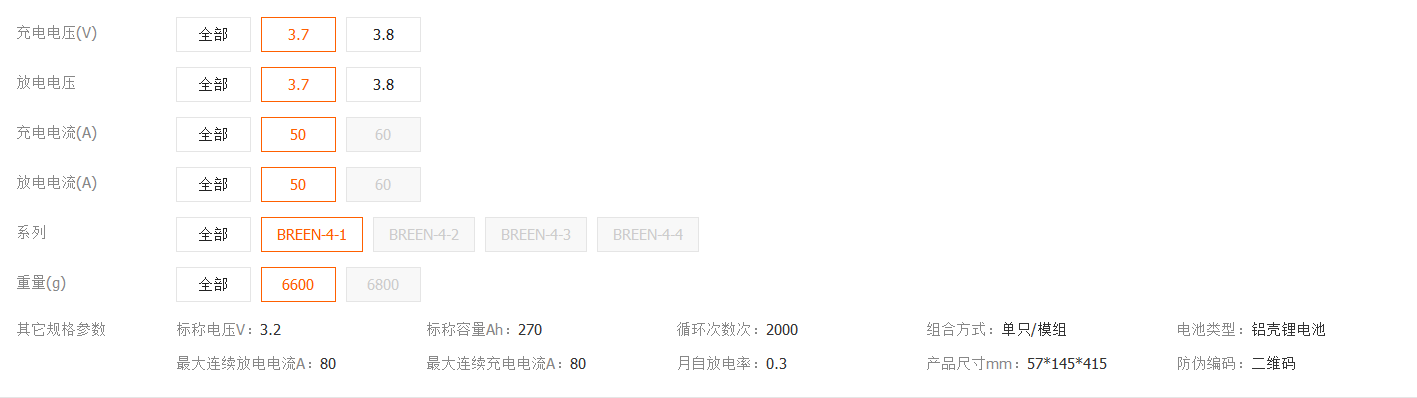 充电电压(V) 全部 3.7 3.8
放电电压 全部 3.7 3.8
充电电流(A) 全部 50 60
放电电流(A) 全部 50 60
系列 全部 BREEN-4-1 BREEN-4-2 BREEN-4-3 BREEN-4-4
重量(g) 全部 6600 6800
其它规格参数 标称电压V：3.2 标称容量Ah：270 循环次数次：2000 组合方式：单只/模组 电池类型：铝壳锂电池
最大连续放电电流A：80 最大连续充电电流A：80 月自放电率：0.3 产品尺寸mm：57*145*415 防伪编码：二维码